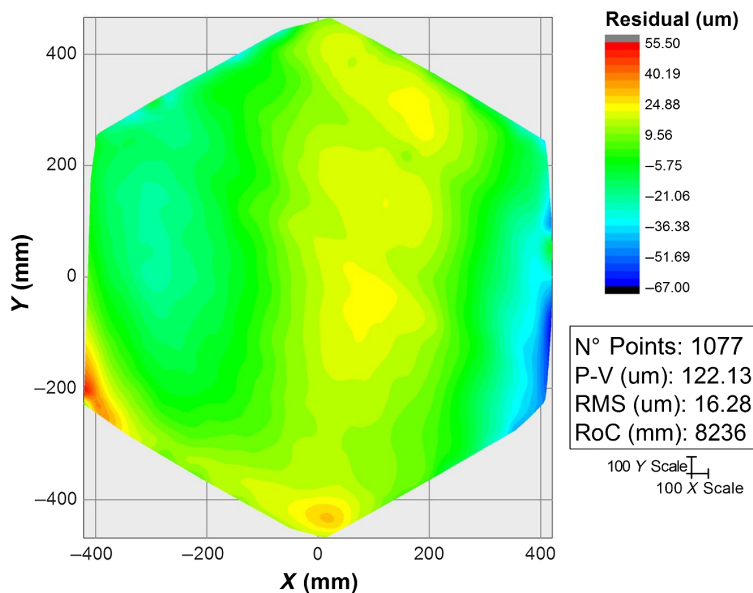 Residual (um)
55.50
40.19
24.88
9.56
−5.75
−21.06
−36.38
−51.69
−67.00
400
200
0
−200
−400
Y (mm)
−400
−200
0
200
400
X (mm)
N° Points: 1077
P-V (um): 122.13
RMS (um): 16.28
RoC (mm): 8236
100 Y Scale
100 X Scale